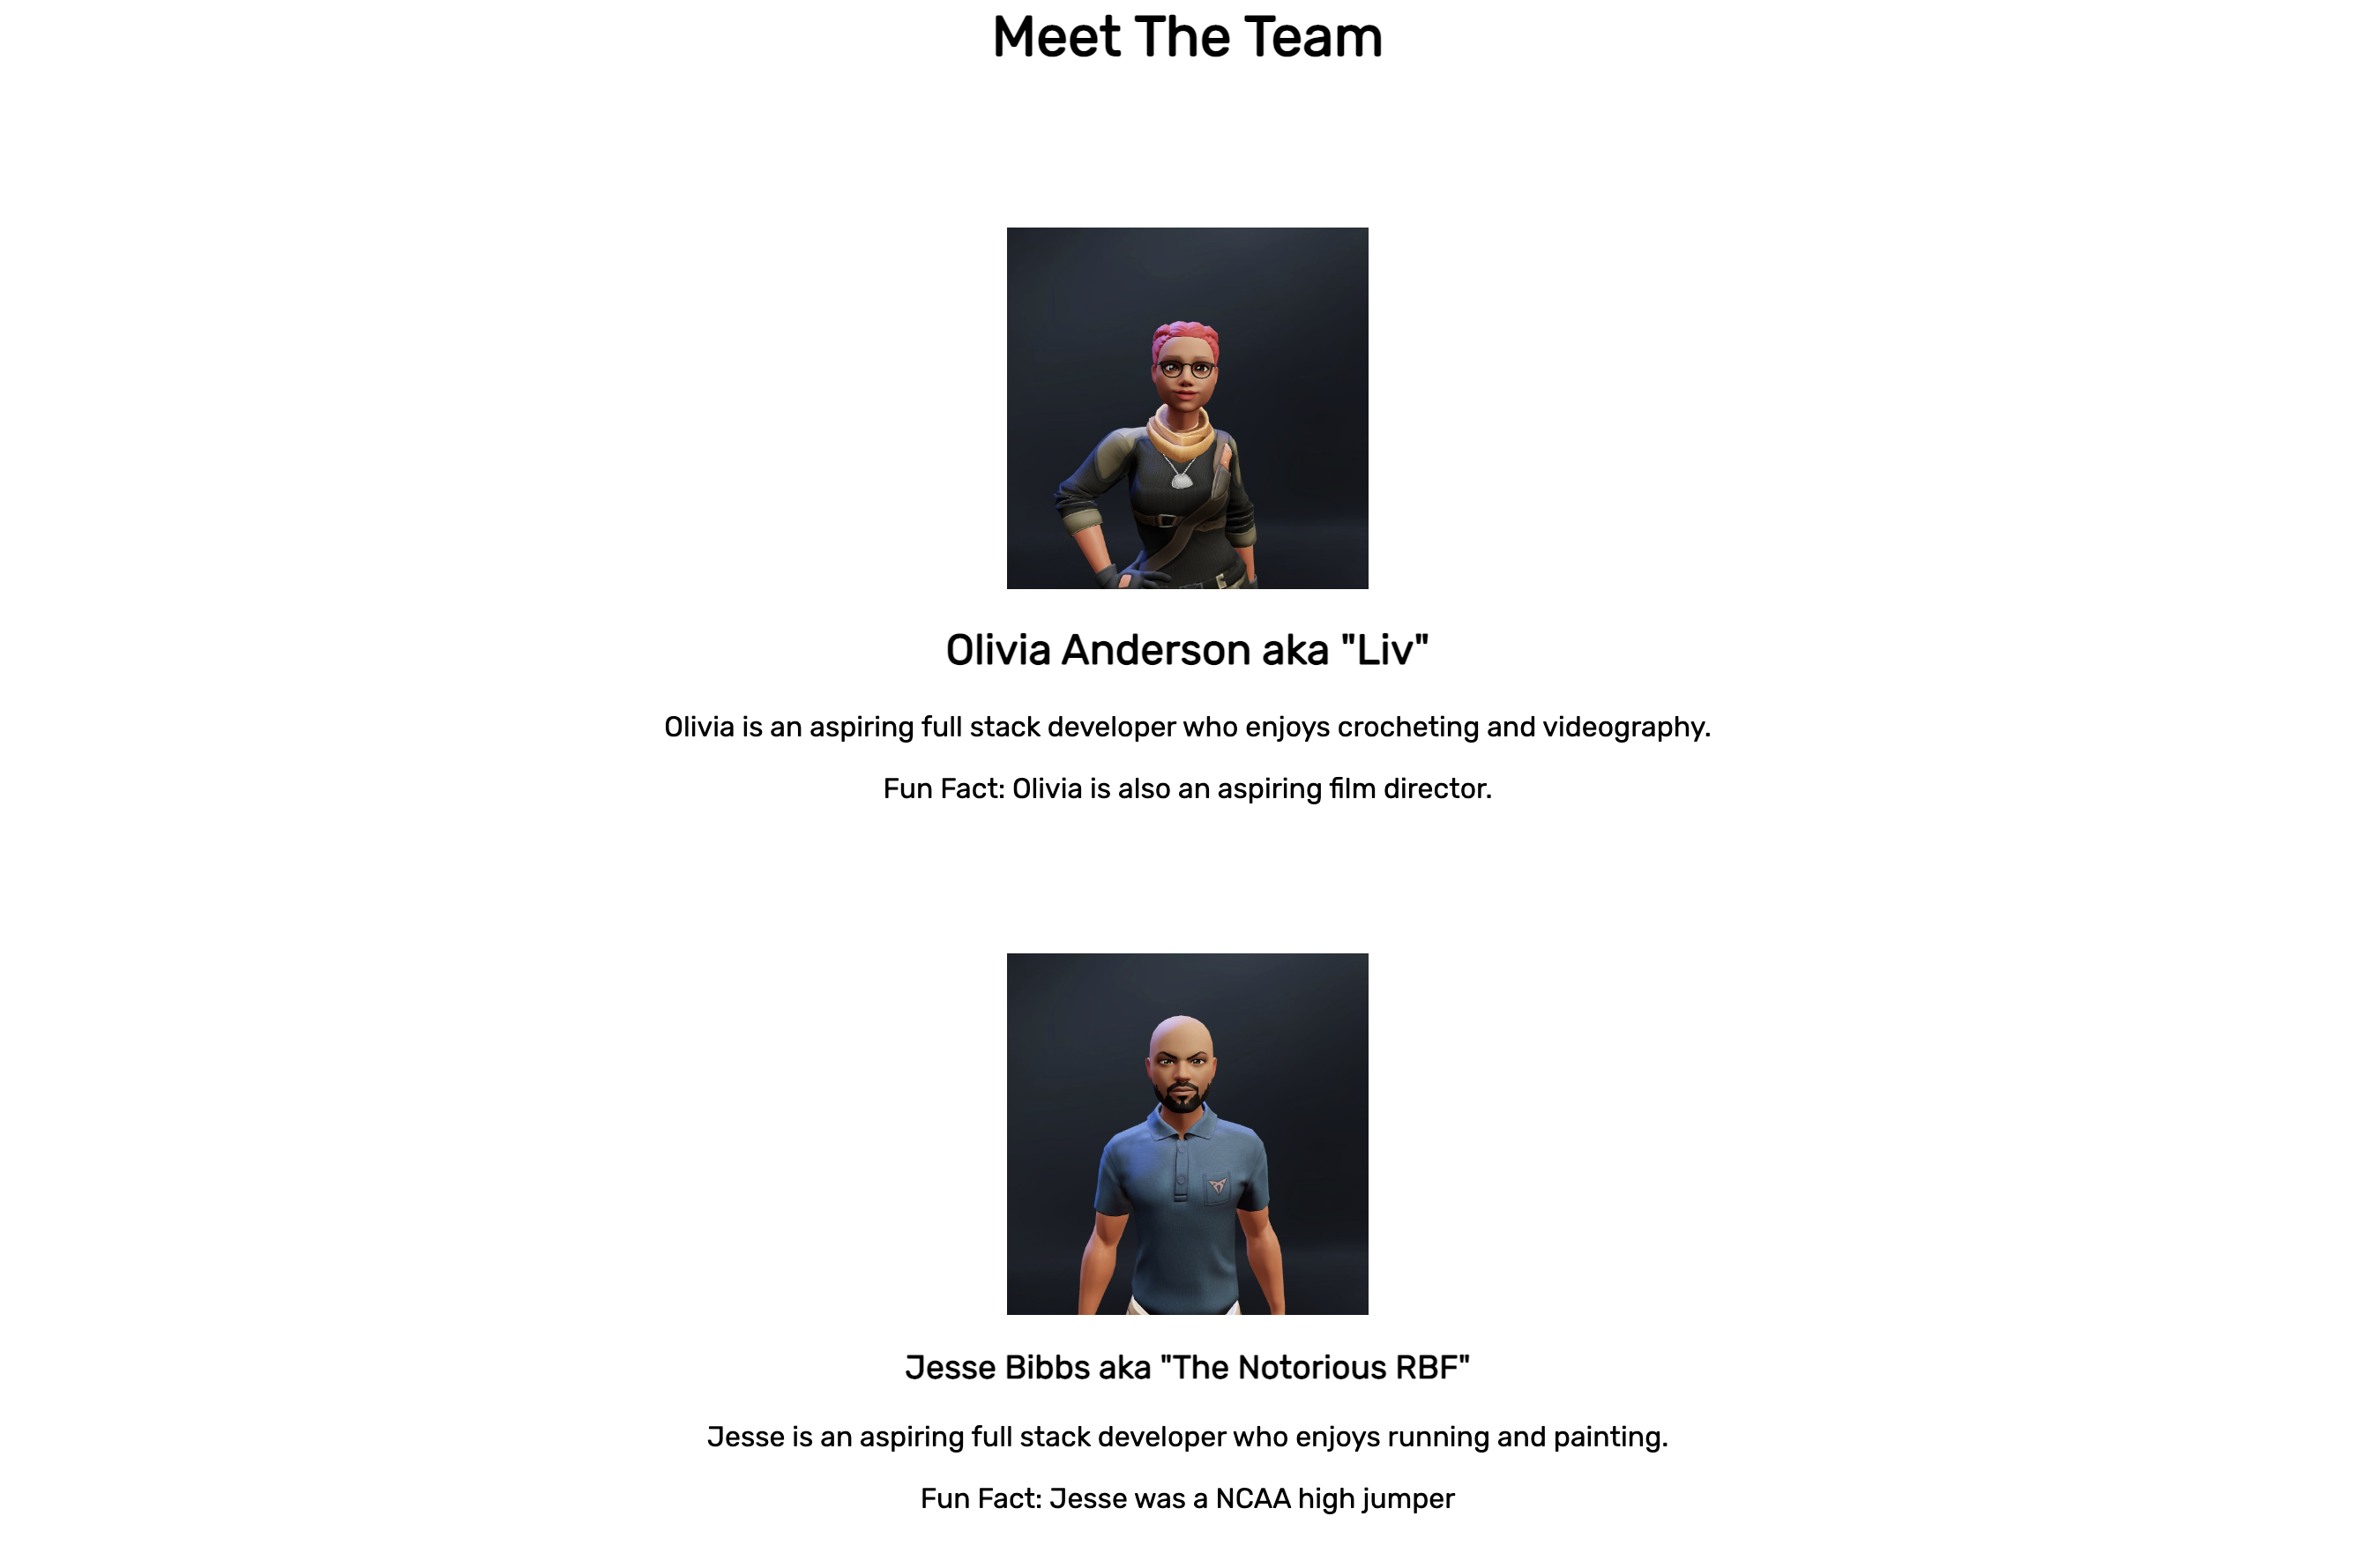 Meet The Team
Olivia Anderson aka "Liv"
Olivia is an aspiring full stack developer who enjoys crocheting and videography.
Fun Fact: Olivia is also an aspiring film director.
Jesse Bibbs aka "The Notorious RBF"
Jesse is an aspiring full stack developer who enjoys running and painting.
Fun Fact: Jesse was a NCAA high jumper